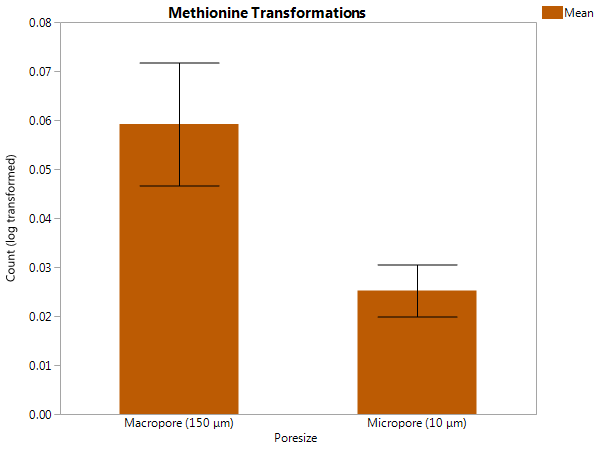 Methionine Transformations
Mean
Count (log transformed)
0.08
0.07
0.06
0.05
0.04
0.03
0.02
0.01
0.00
Macropore (150 µm)
Micropore (10 µm)
Poresize